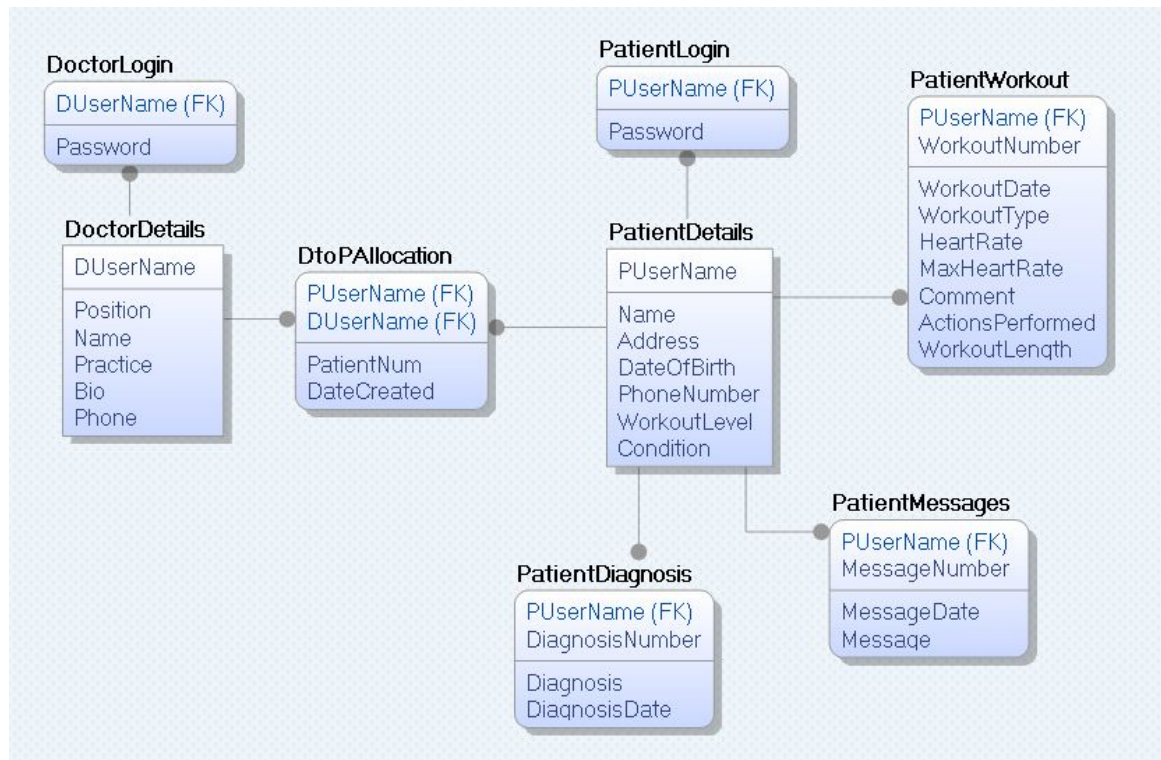 DoctorLogin
DUserName (FK)
Password
PatientLogin
PUserName (FK)
Password
PatientWorkout
PUserName (FK)
WorkoutNumber
WorkoutDate
WorkoutType
HeartRate
MaxHeartRate
Comment
ActionsPerformed
WorkoutLength
DoctorDetails
DUserName
Position
Name
Practice
Bio
Phone
DtoPAllocation
PUserName (FK)
DUserName (FK)
PatientNum
DateCreated
PatientDetails
PUserName
Name
Address
DateOfBirth
PhoneNumber
WorkoutLevel
Condition
PatientDiagnosis
PUserName (FK)
DiagnosisNumber
Diagnosis
DiagnosisDate
PatientMessages
PUserName (FK)
MessageNumber
MessageDate
Message